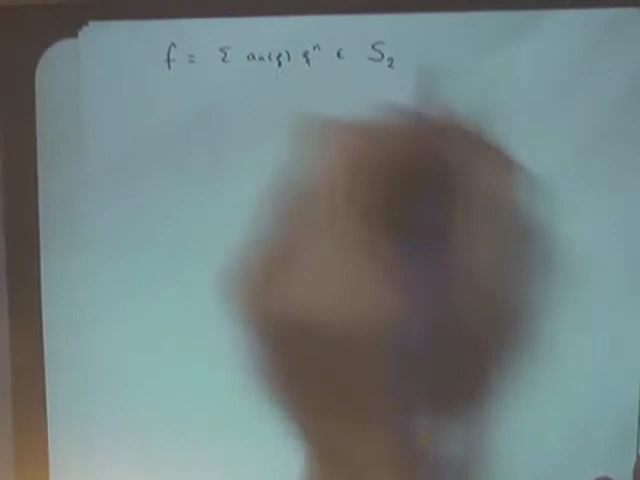 f = Σ an(f) qⁿ ∈ S₂